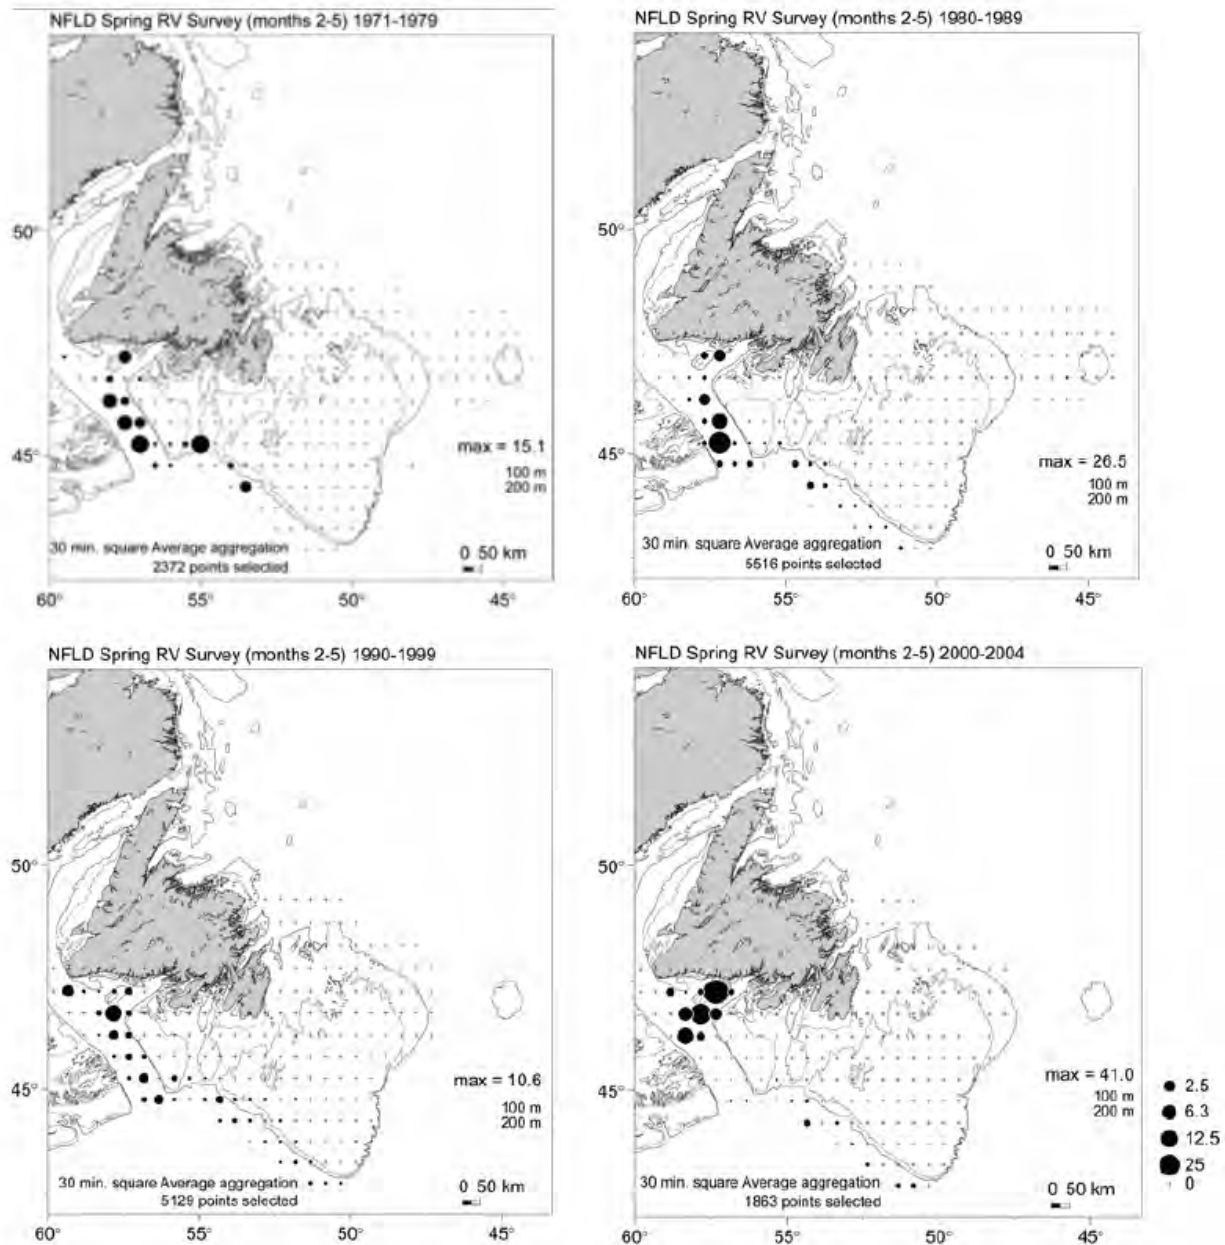 NFLD Spring RV Survey (months 2-5) 1971-1979
50°
45°
max = 15.1
100 m
200 m
30 min. square Average aggregation
2372 points selected
0 50 km
60° 55° 50° 45°
NFLD Spring RV Survey (months 2-5) 1980-1989
50°
45°
max = 26.5
100 m
200 m
30 min. square Average aggregation
5516 points selected
0 50 km
60° 55° 50° 45°
NFLD Spring RV Survey (months 2-5) 1990-1999
50°
45°
max = 10.6
100 m
200 m
30 min. square Average aggregation
5129 points selected
0 50 km
60° 55° 50° 45°
NFLD Spring RV Survey (months 2-5) 2000-2004
50°
45°
max = 41.0
100 m
200 m
30 min. square Average aggregation
1863 points selected
0 50 km
60° 55° 50° 45°
2.5
6.3
12.5
25
0